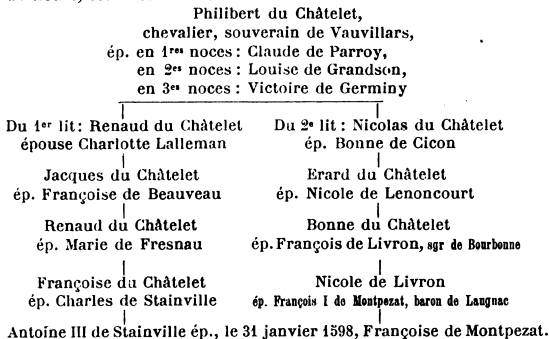 Philibert du Châtelet,
chevalier, souverain de Vauvillars,
ép. en 1res noces : Claude de Parroy,
en 2es noces : Louise de Grandson,
en 3es noces : Victoire de Germiny
Du 1er lit : Renaud du Châtelet
épouse Charlotte Lalleman
Jacques du Châtelet
ép. Françoise de Beauveau
Renaud du Châtelet
ép. Marie de Fresnau
Françoise du Châtelet
ép. Charles de Stainville
Du 2e lit : Nicolas du Châtelet
ép. Bonne de Cicon
Erard du Châtelet
ép. Nicole de Lenoncourt
Bonne du Châtelet
ép. François de Livron, sgr de Bourbonne
Nicole de Livron
ép. François I de Montpezat, baron de Laugnac
Antoine III de Stainville ép., le 31 janvier 1598, Françoise de Montpezat.